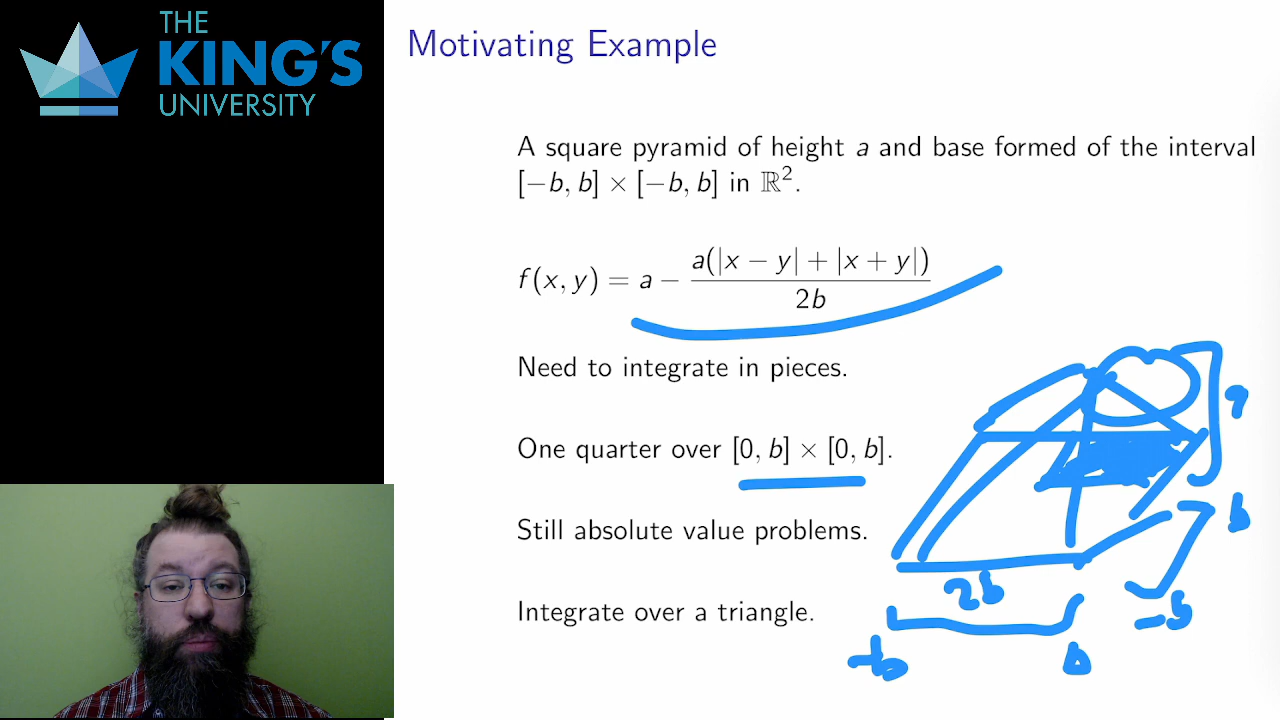 THE
KING'S
UNIVERSITY
Motivating Example
A square pyramid of height a and base formed of the interval
[−b, b] × [−b, b] in ℝ².
f(x, y) = a − a(|x − y| + |x + y|) / 2b
Need to integrate in pieces.
One quarter over [0, b] × [0, b].
Still absolute value problems.
Integrate over a triangle.
b
2b
-b
-b
b